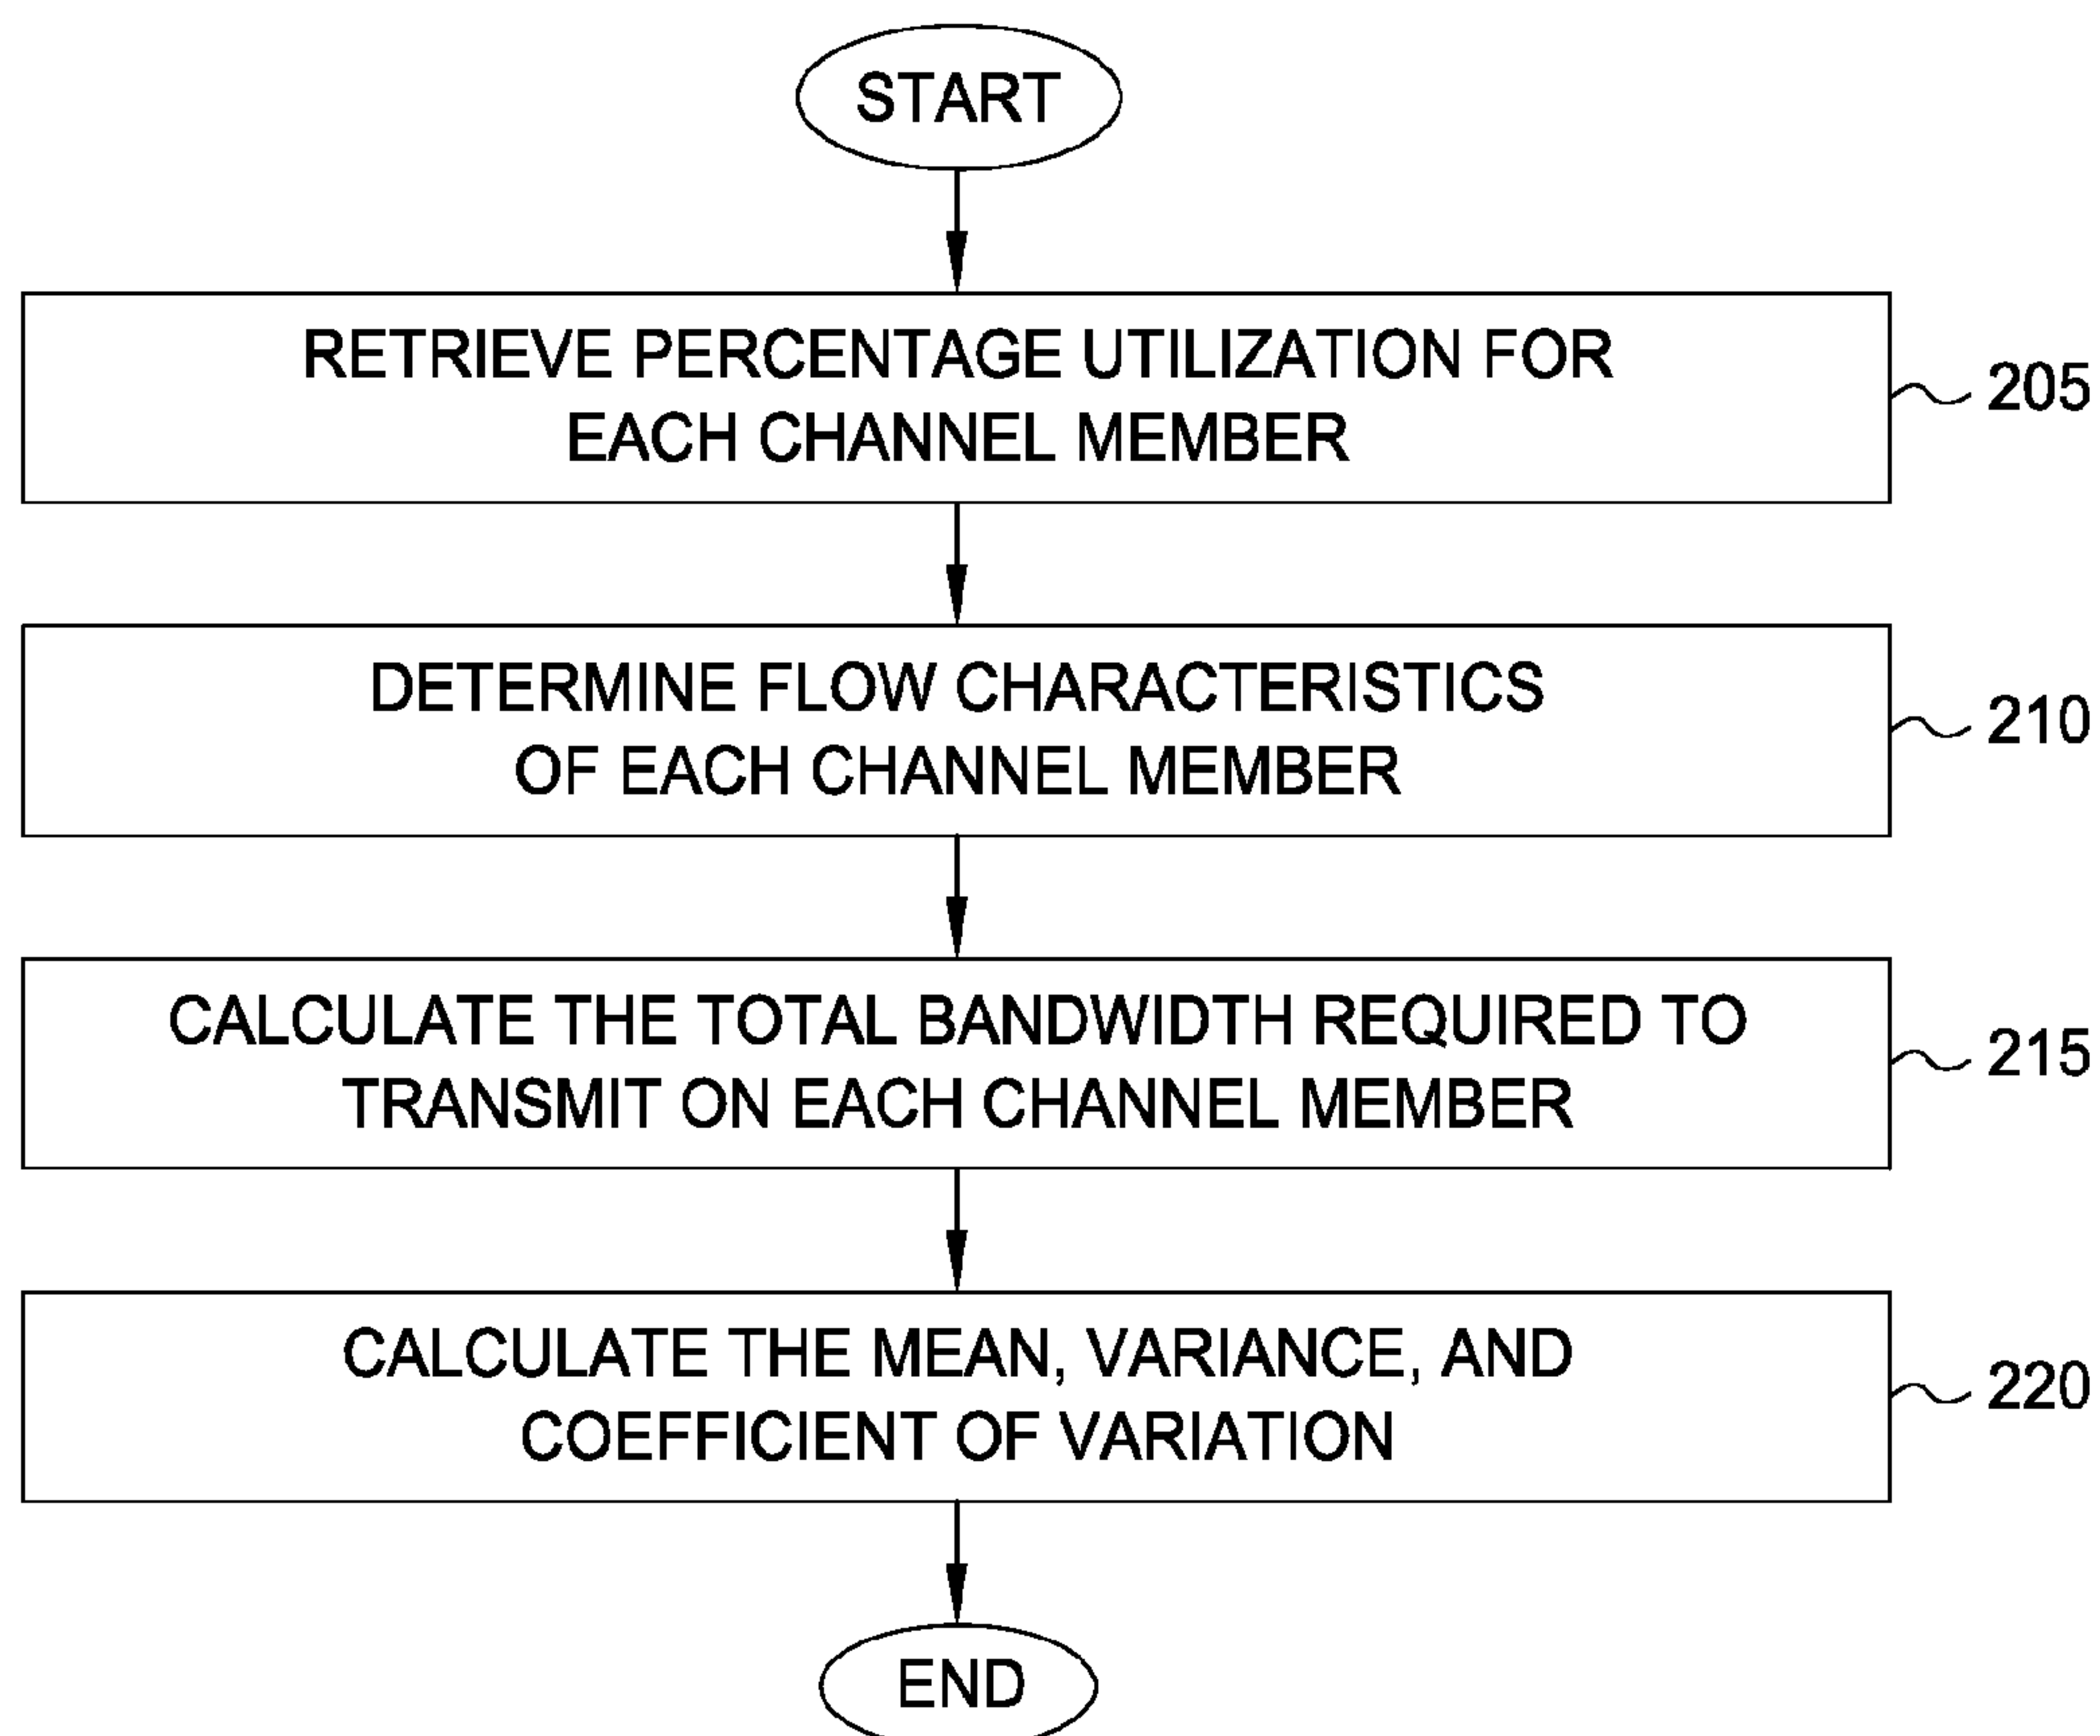 START
RETRIEVE PERCENTAGE UTILIZATION FOR
EACH CHANNEL MEMBER
205
DETERMINE FLOW CHARACTERISTICS
OF EACH CHANNEL MEMBER
210
CALCULATE THE TOTAL BANDWIDTH REQUIRED TO
TRANSMIT ON EACH CHANNEL MEMBER
215
CALCULATE THE MEAN, VARIANCE, AND
COEFFICIENT OF VARIATION
220
END